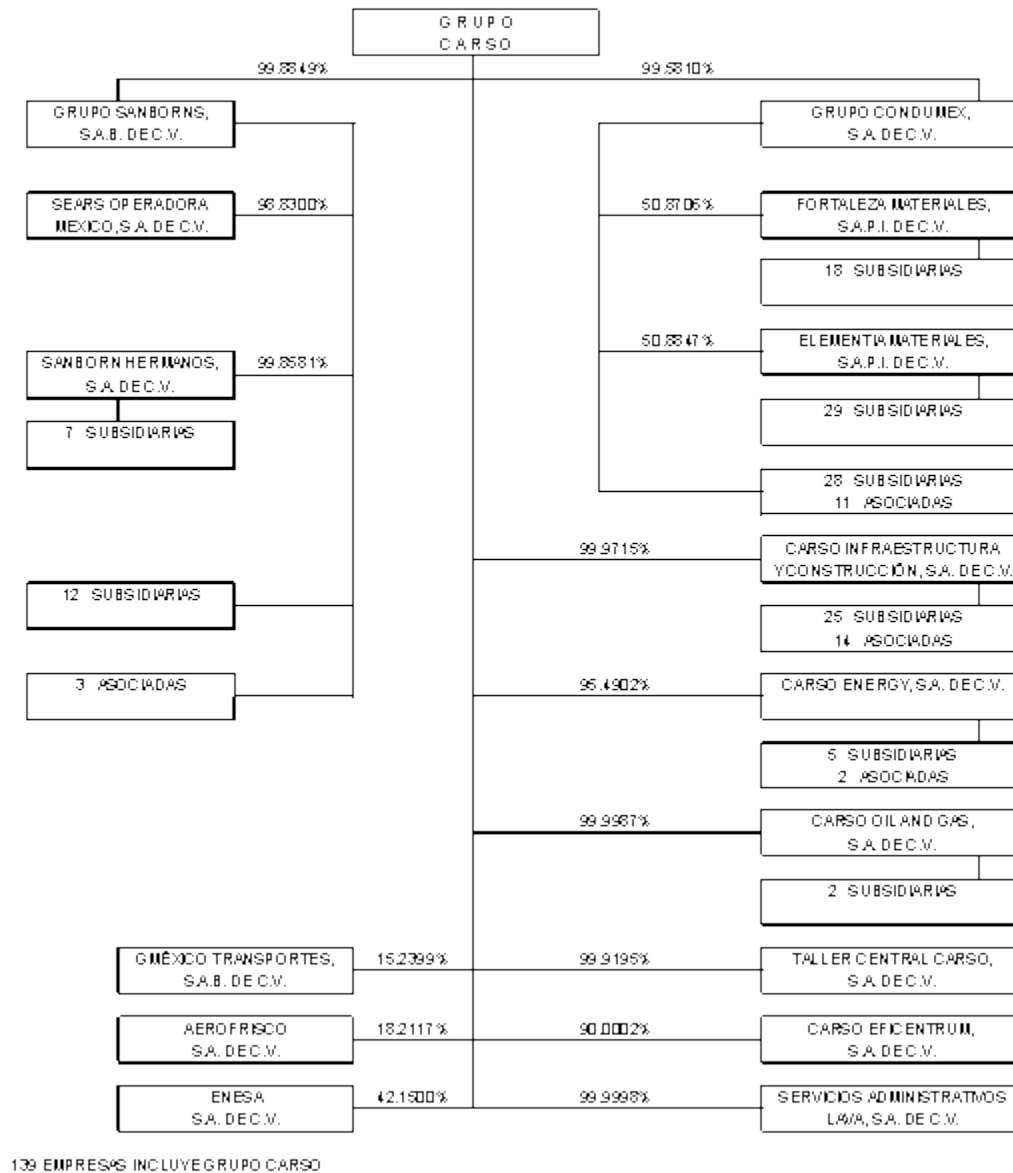 GRUPO
CARSO
99.8849%
99.5810%
GRUPO SANBORNS,
S.A.B. DE C.V.
GRUPO CONDUMEX,
S.A. DE C.V.
SEARS OPERADORA
MEXICO, S.A. DE C.V.
98.8300%
50.8706%
FORTALEZA MATERIALES,
S.A.P.I. DE C.V.
18 SUBSIDIARIAS
SANBORN HERMANOS,
S.A. DE C.V.
99.8581%
7 SUBSIDIARIAS
50.8847%
ELEMENTIA MATERIALES,
S.A.P.I. DE C.V.
29 SUBSIDIARIAS
28 SUBSIDIARIAS
11 ASOCIADAS
99.9715%
CARSO INFRAESTRUCTURA
Y CONSTRUCCIÓN, S.A. DE C.V.
12 SUBSIDIARIAS
25 SUBSIDIARIAS
14 ASOCIADAS
3 ASOCIADAS
95.4902%
CARSO ENERGY, S.A. DE C.V.
5 SUBSIDIARIAS
2 ASOCIADAS
99.9987%
CARSO OIL AND GAS,
S.A. DE C.V.
2 SUBSIDIARIAS
GMÉXICO TRANSPORTES,
S.A.B. DE C.V.
15.2399%
99.9195%
TALLER CENTRAL CARSO,
S.A. DE C.V.
AEROFRISCO
S.A. DE C.V.
18.2117%
90.0002%
CARSO EFICENTRUM,
S.A. DE C.V.
ENESA
S.A. DE C.V.
42.1500%
99.9998%
SERVICIOS ADMINISTRATIVOS
LAVA, S.A. DE C.V.
139 EMPRESAS INCLUYE GRUPO CARSO